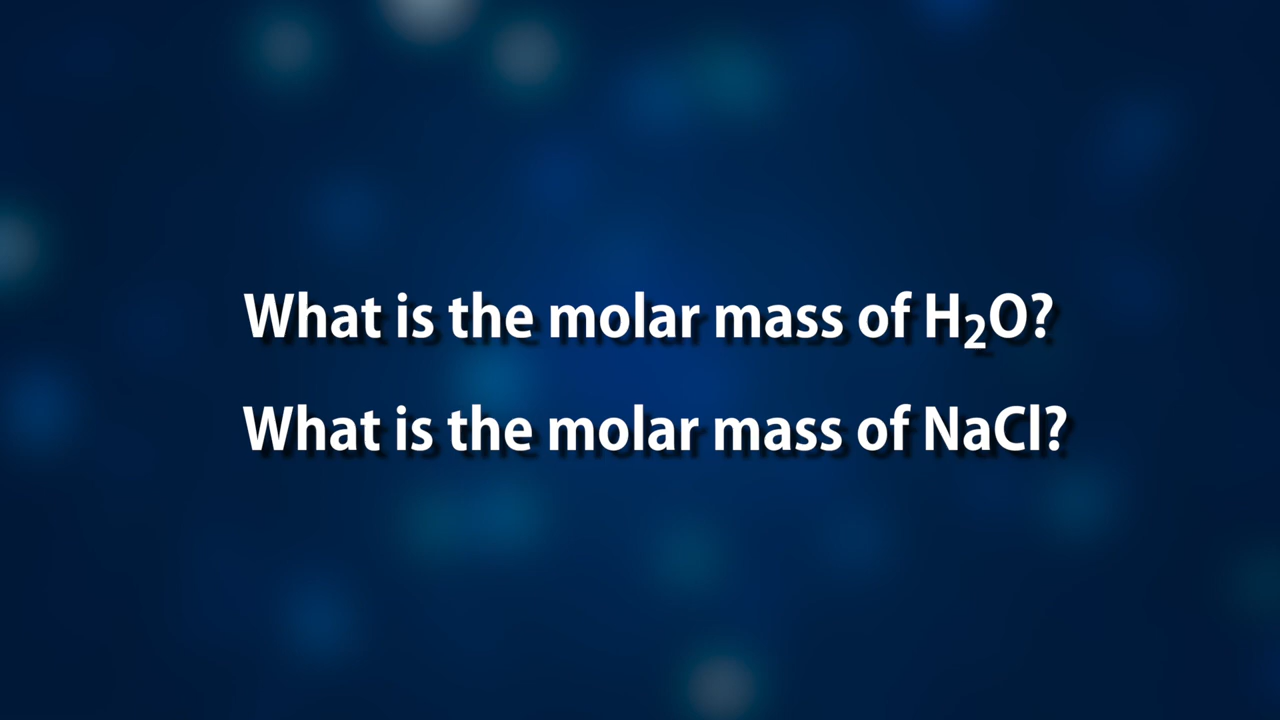 What is the molar mass of H₂O?
What is the molar mass of NaCl?